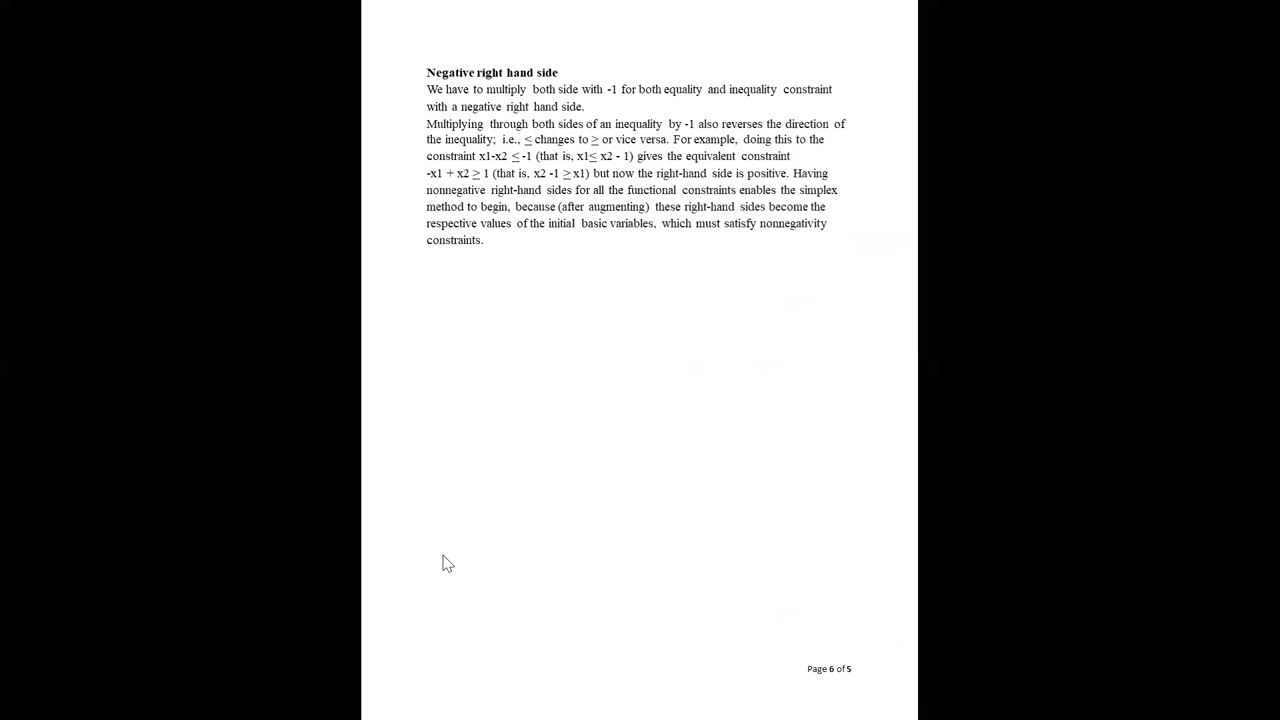 Negative right hand side
We have to multiply both side with -1 for both equality and inequality constraint
with a negative right hand side.
Multiplying through both sides of an inequality by -1 also reverses the direction of
the inequality; i.e., ≤ changes to ≥ or vice versa. For example, doing this to the
constraint x1-x2 ≤ -1 (that is, x1≤ x2 - 1) gives the equivalent constraint
-x1 + x2 ≥ 1 (that is, x2 -1 ≥ x1) but now the right-hand side is positive. Having
nonnegative right-hand sides for all the functional constraints enables the simplex
method to begin, because (after augmenting) these right-hand sides become the
respective values of the initial basic variables, which must satisfy nonnegativity
constraints.
Page 6 of 5